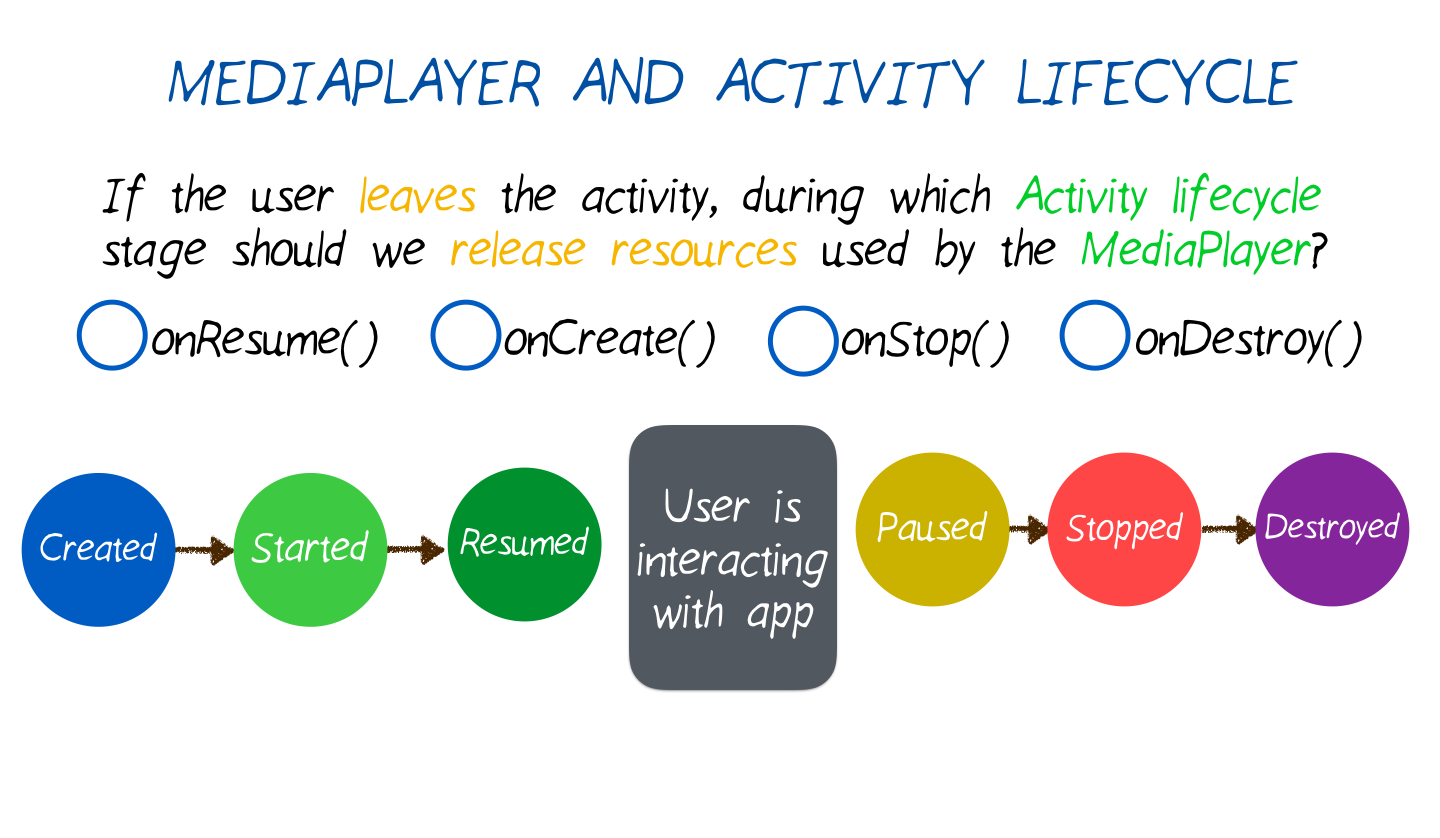 MEDIAPLAYER AND ACTIVITY LIFECYCLE
If the user leaves the activity, during which Activity lifecycle
stage should we release resources used by the MediaPlayer?
onResume() onCreate() onStop() onDestroy()
Created
Started
Resumed
User is
interacting
with app
Paused
Stopped
Destroyed